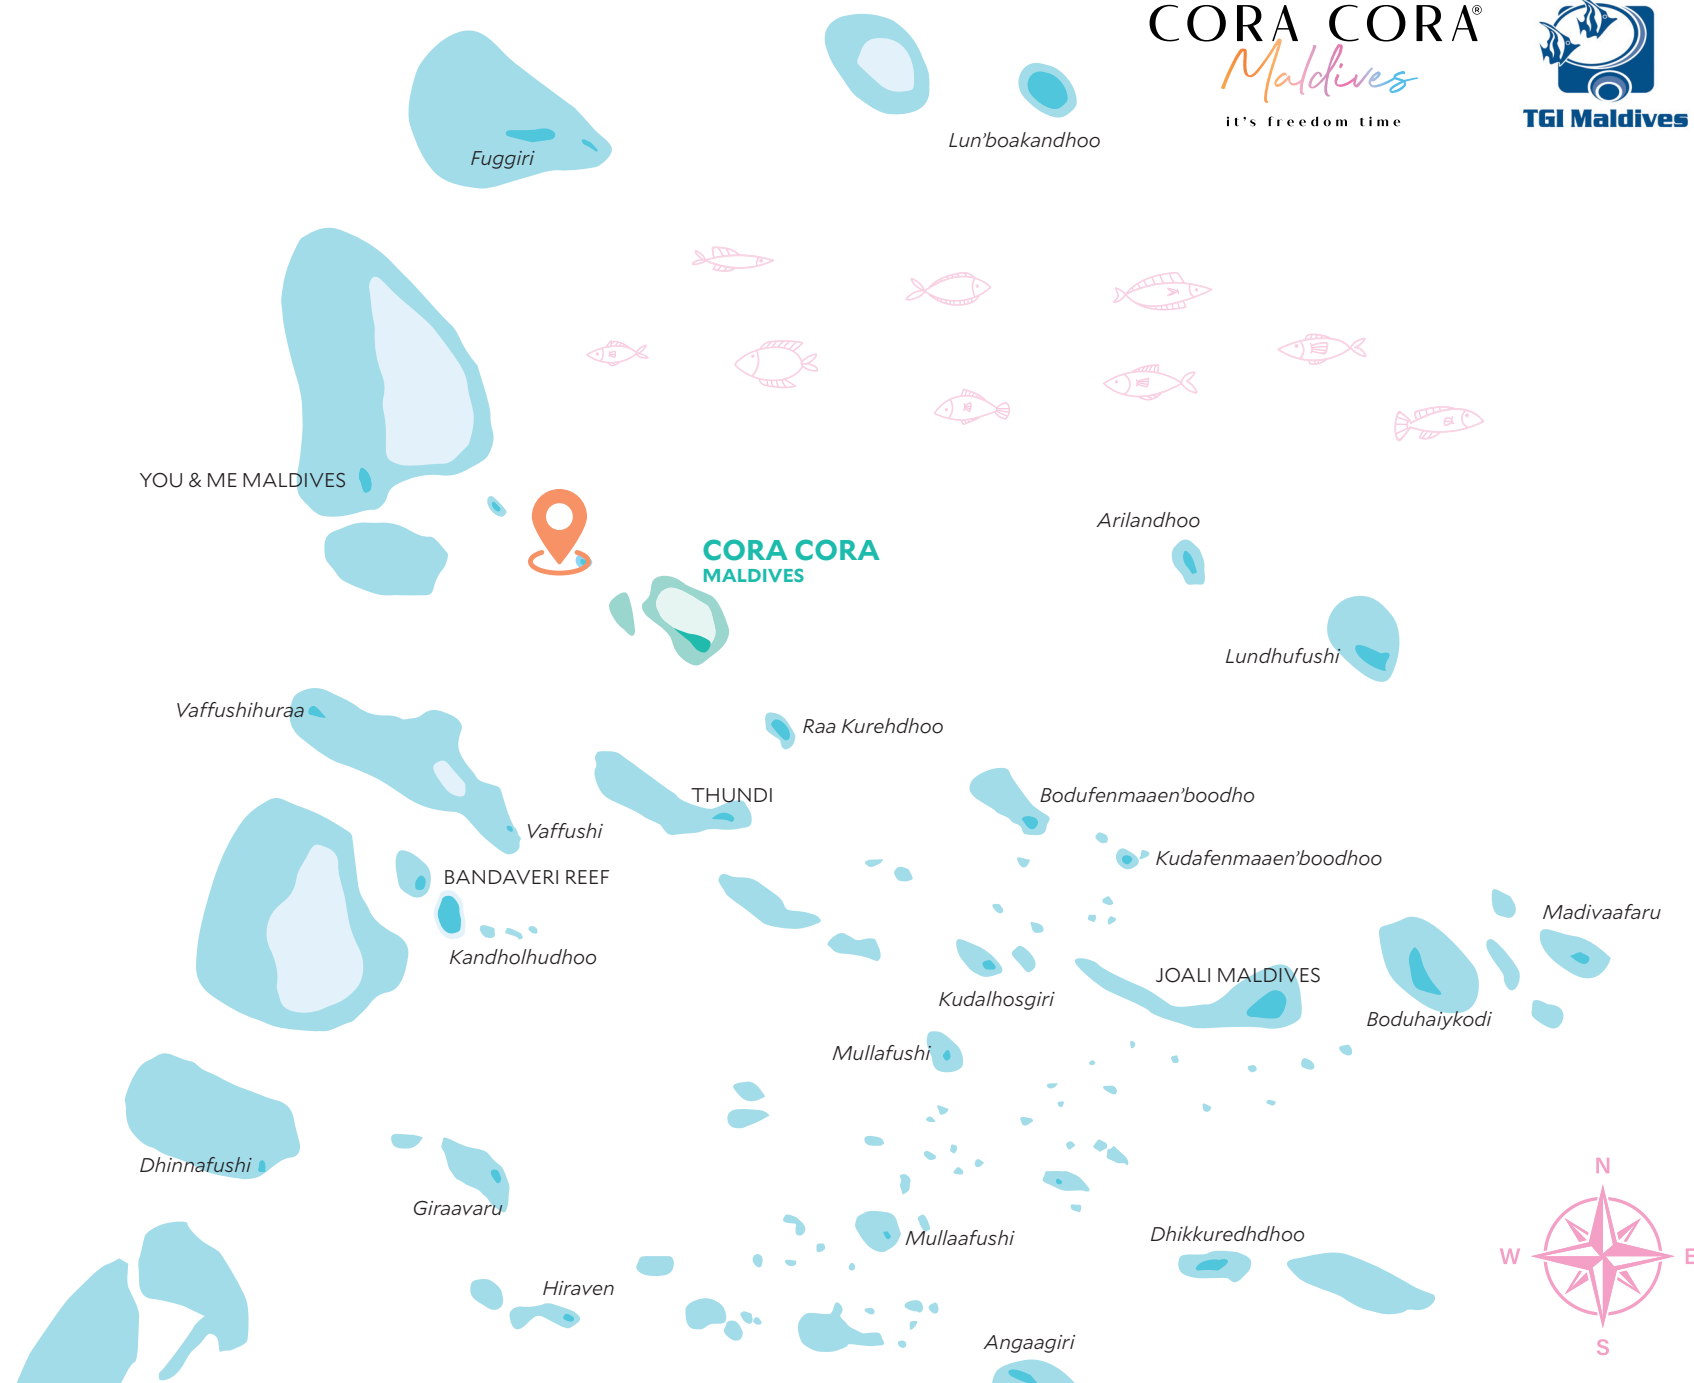 CORA CORA®
Maldives
it's freedom time
TGI Maldives
Lun'boakandhoo
Fuggiri
YOU & ME MALDIVES
Arilandhoo
CORA CORA
MALDIVES
Lundhufushi
Vaffushihuraa
Raa Kurehdhoo
THUNDI
Bodufenmaaen'boodho
Vaffushi
Kudafenmaaen'boodhoo
BANDAVERI REEF
Madivaafaru
Kandholhudhoo
JOALI MALDIVES
Kudalhosgiri
Boduhaiykodi
Mullafushi
Dhinnafushi
Giraavaru
Mullaafushi
Dhikkuredhdhoo
Hiraven
Angaagiri
N
W
E
S